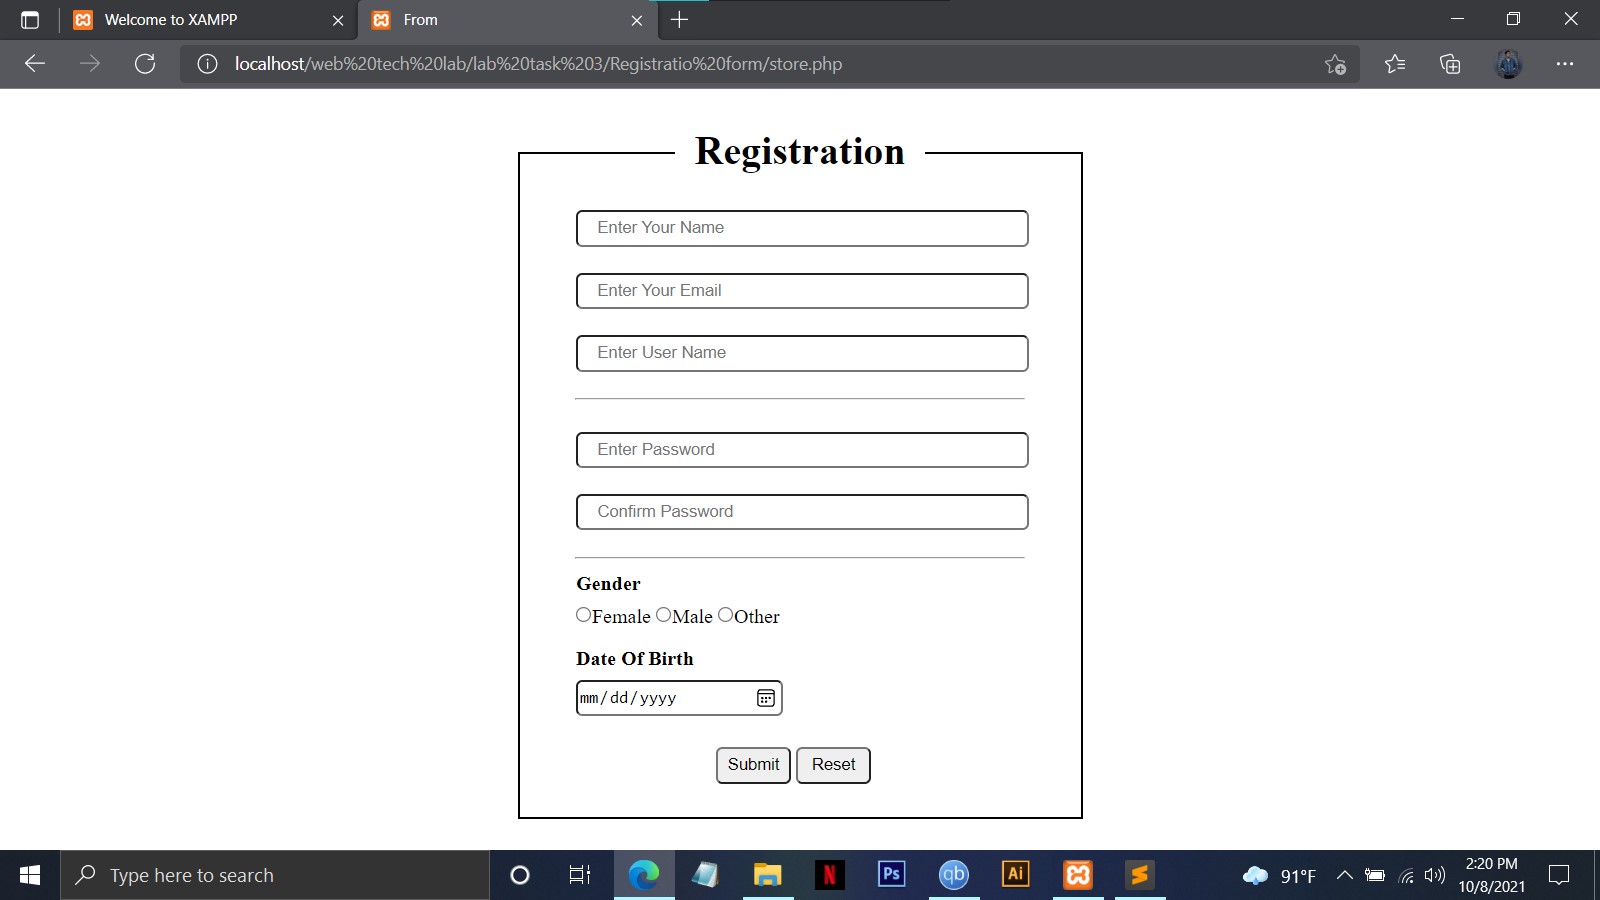 Welcome to XAMPP
From
localhost/web%20tech%20lab/lab%20task%203/Registratio%20form/store.php
Registration
Enter Your Name
Enter Your Email
Enter User Name
Enter Password
Confirm Password
Gender
Female Male Other
Date Of Birth
mm/dd/yyyy
Submit Reset
Type here to search
N
Ps
qb
Ai
91°F
2:20 PM
10/8/2021